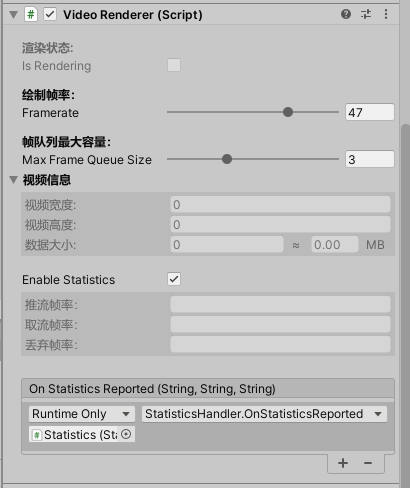 Video Renderer (Script)
渲染状态:
Is Rendering
绘制帧率:
Framerate 47
帧队列最大容量:
Max Frame Queue Size 3
视频信息
视频宽度: 0
视频高度: 0
数据大小: 0 ≈ 0.00 MB
Enable Statistics
推流帧率:
取流帧率:
丢弃帧率:
On Statistics Reported (String, String, String)
Runtime Only StatisticsHandler.OnStatisticsReported
# Statistics (Sta
+ −